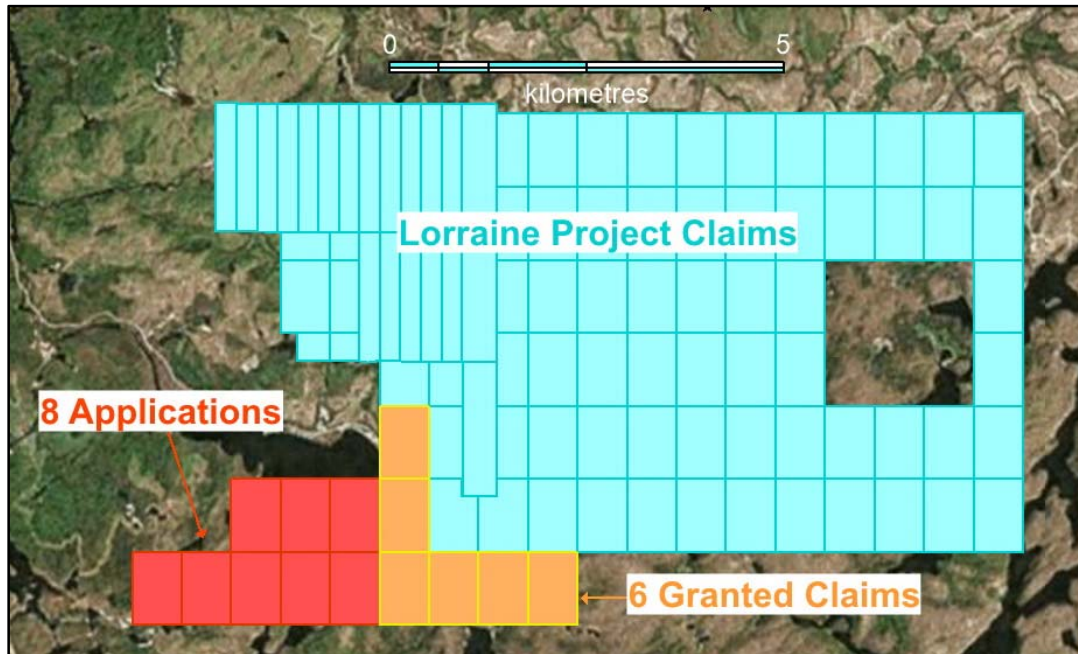 0 5
kilometres
Lorraine Project Claims
8 Applications
6 Granted Claims